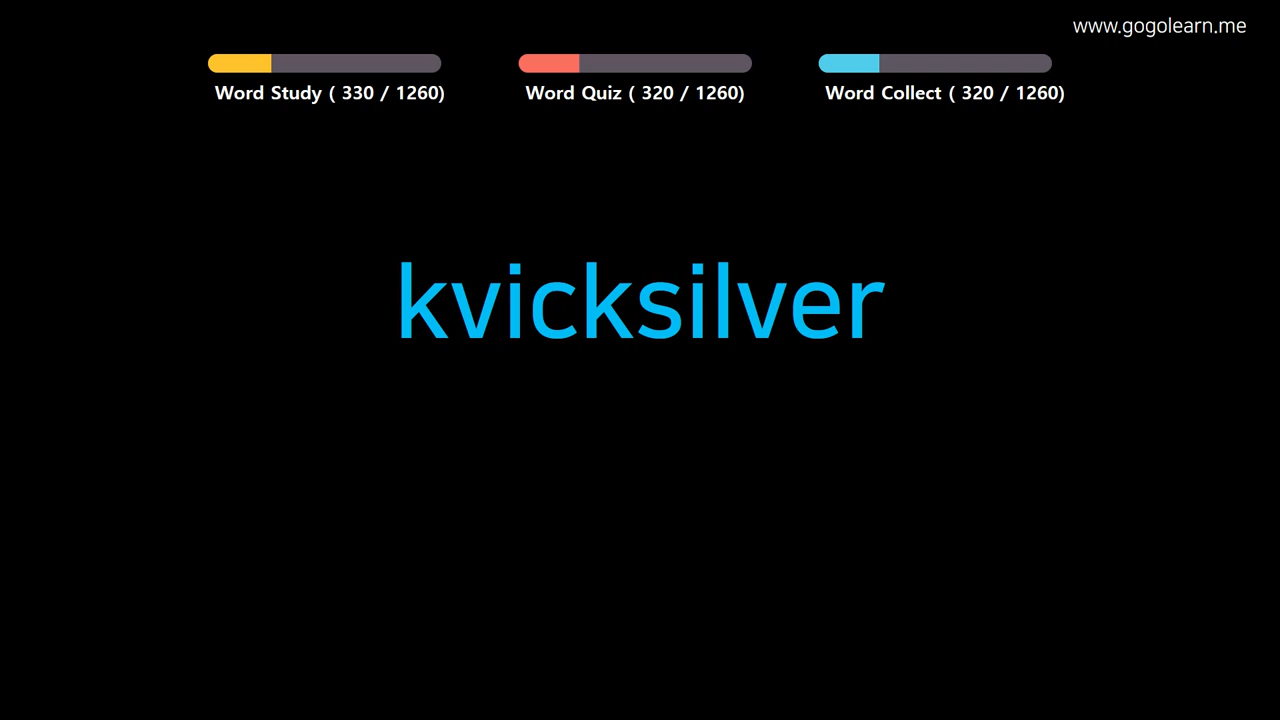 www.gogolearn.me
Word Study ( 330 / 1260)
Word Quiz ( 320 / 1260)
Word Collect ( 320 / 1260)
kvicksilver